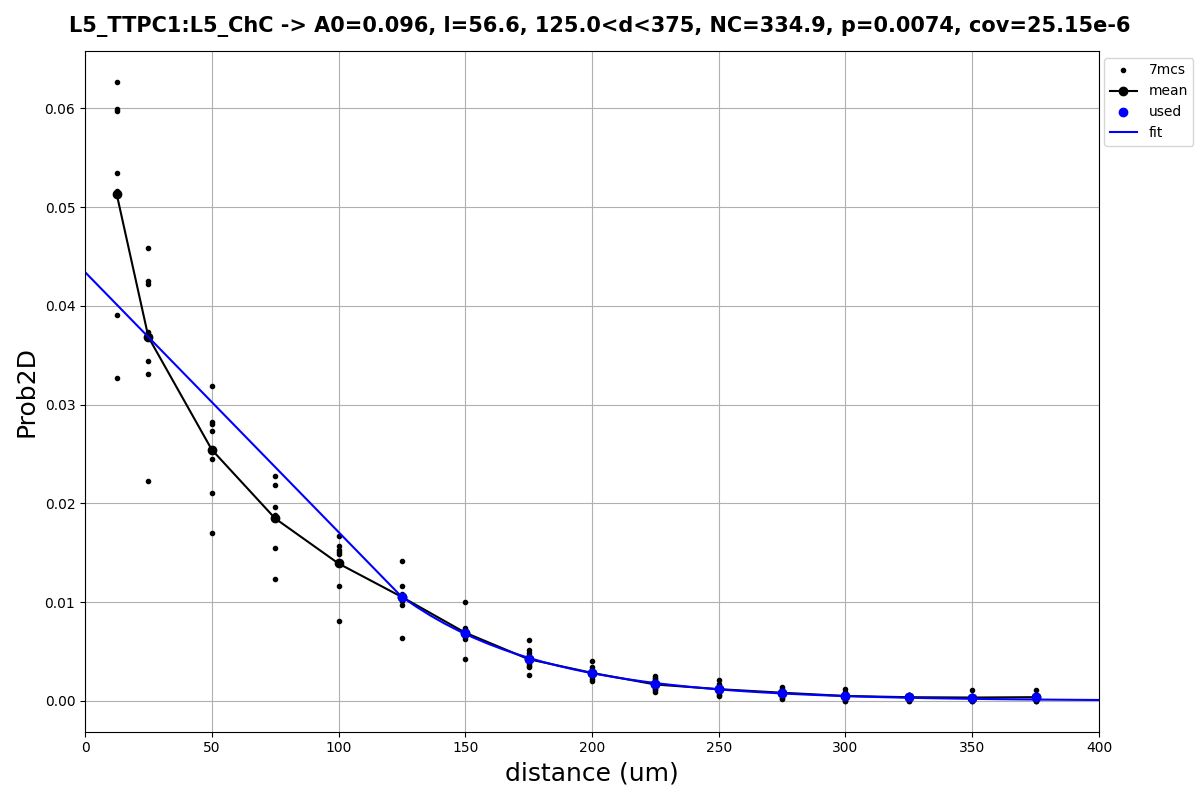 L5_TTPC1:L5_ChC -> A0=0.096, l=56.6, 125.0<d<375, NC=334.9, p=0.0074, cov=25.15e-6
7mcs
mean
used
fit
Prob2D
0.06
0.05
0.04
0.03
0.02
0.01
0.00
0 50 100 150 200 250 300 350 400
distance (um)